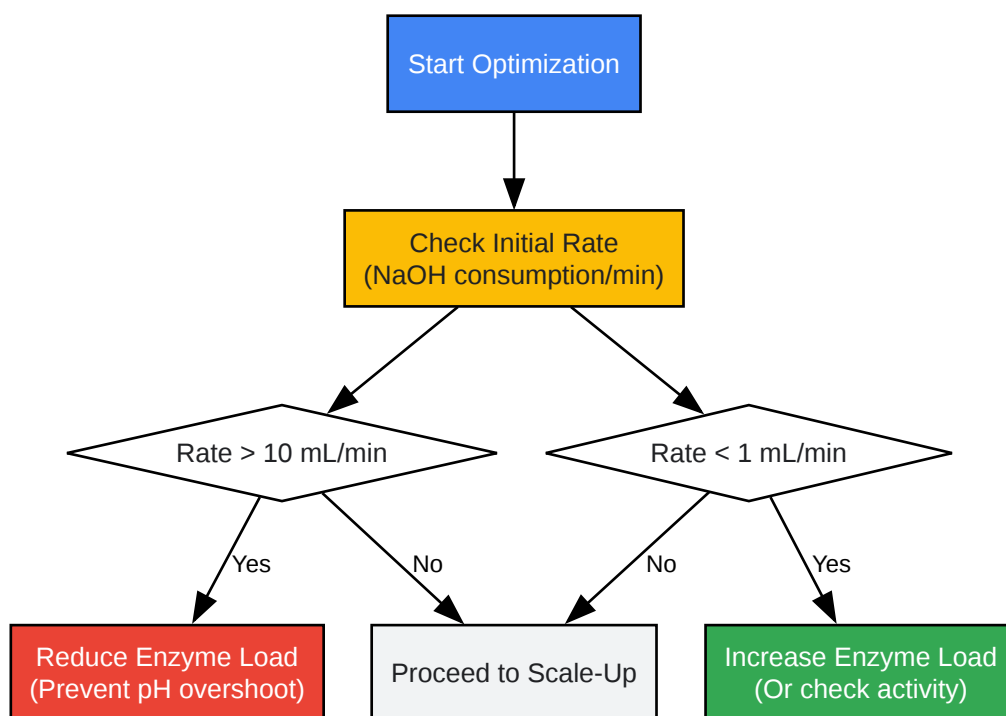 Start Optimization
Check Initial Rate
(NaOH consumption/min)
Rate > 10 mL/min
Rate < 1 mL/min
Yes
No
No
Yes
Reduce Enzyme Load
(Prevent pH overshoot)
Proceed to Scale-Up
Increase Enzyme Load
(Or check activity)